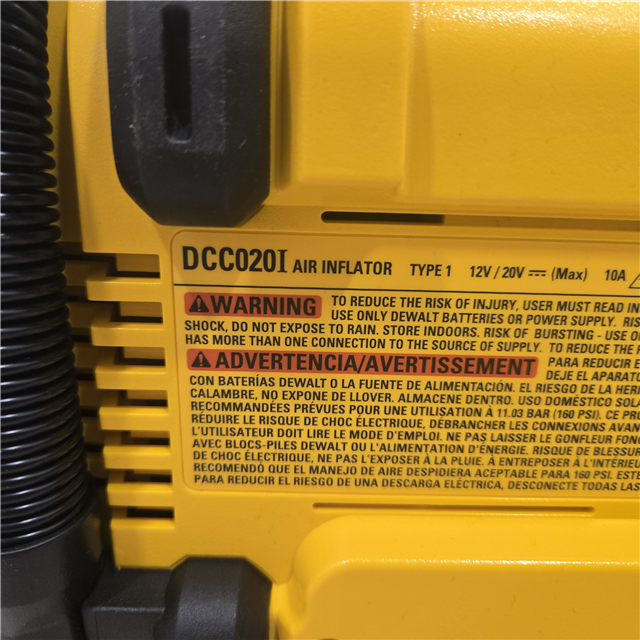 DCC020I AIR INFLATOR TYPE 1 12V / 20V ⎓ (Max) 10A
⚠WARNING TO REDUCE THE RISK OF INJURY, USER MUST READ IN
USE ONLY DEWALT BATTERIES OR POWER SUPPLY. RIS
SHOCK, DO NOT EXPOSE TO RAIN. STORE INDOORS. RISK OF BURSTING - USE O
HAS MORE THAN ONE CONNECTION TO THE SOURCE OF SUPPLY. TO REDUCE THE R
⚠ADVERTENCIA/AVERTISSEMENT PARA REDUCIR E
DEJE EL APARATO
CON BATERÍAS DEWALT O LA FUENTE DE ALIMENTACIÓN. EL RIESGO DE LA HERI
CALAMBRE, NO EXPONE DE LLOVER. ALMACENE DENTRO. USO DOMÉSTICO SOLA
RECOMMANDÉES PRÉVUES POUR UNE UTILISATION À 11.03 BAR (160 PSI). CE PRO
RÉDUIRE LE RISQUE DE CHOC ÉLECTRIQUE, DÉBRANCHER LES CONNEXIONS AVAN
L'UTILISATEUR DOIT LIRE LE MODE D'EMPLOI. NE PAS LAISSER LE GONFLEUR FONC
AVEC BLOCS-PILES DEWALT OU L'ALIMENTATION D'ÉNERGIE. RISQUE DE BLESSUR
DE CHOC ÉLECTRIQUE, NE PAS L'EXPOSER À LA PLUIE. À ENTREPOSER À L'INTÉRIE
RECOMENDÓ QUE EL MANEJO DE AIRE DESPIDIERA ACEPTABLE PARA 160 PSI. ESTE
PARA REDUCIR EL RIESGO DE UNA DESCARGA ELÉCTRICA, DESCONECTE TODAS LAS